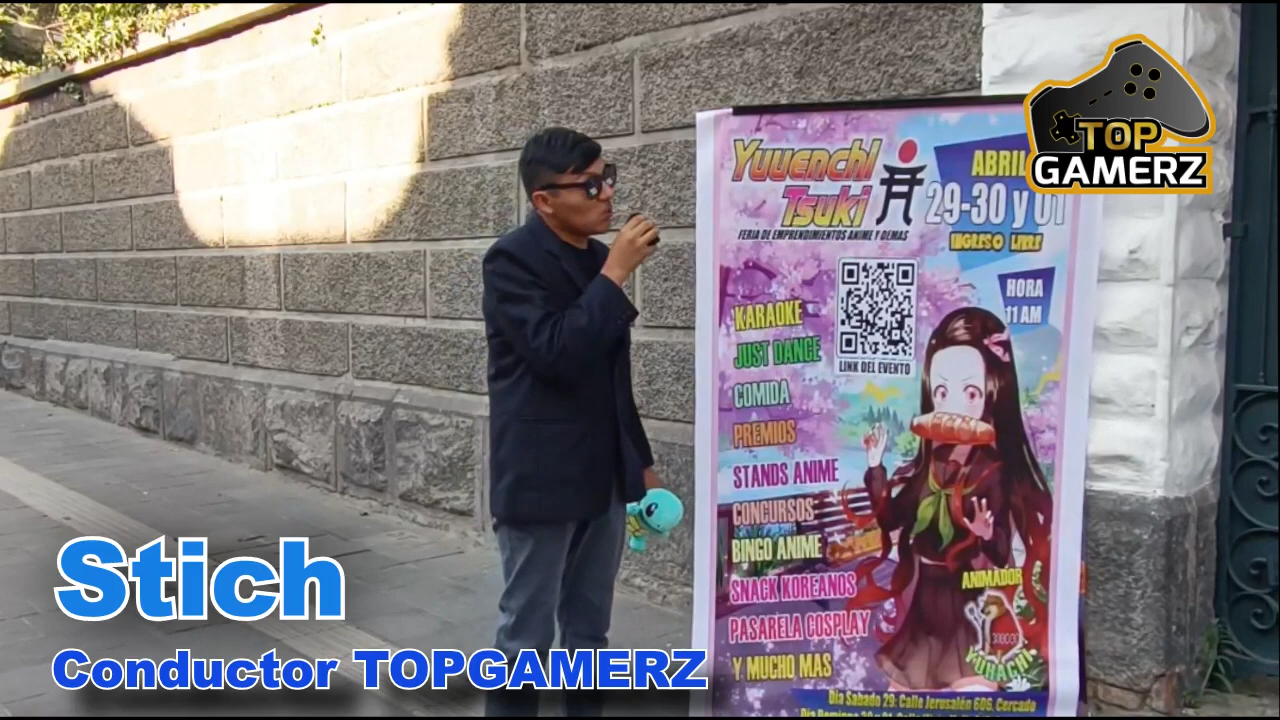 TOP
GAMERZ
Yuuenchi
Tsuki
FERIA DE EMPRENDIMIENTOS ANIME Y DEMAS
ABRIL
29-30 y 01
INGRESO LIBRE
HORA
11 AM
LINK DEL EVENTO
KARAOKE
JUST DANCE
COMIDA
PREMIOS
STANDS ANIME
CONCURSOS
BINGO ANIME
SNACK KOREANOS
PASARELA COSPLAY
Y MUCHO MAS
ANIMADOR
YUHACHI
Dia Sabado 29: Calle Jerusalén 606. Cercado
Stich
Conductor TOPGAMERZ